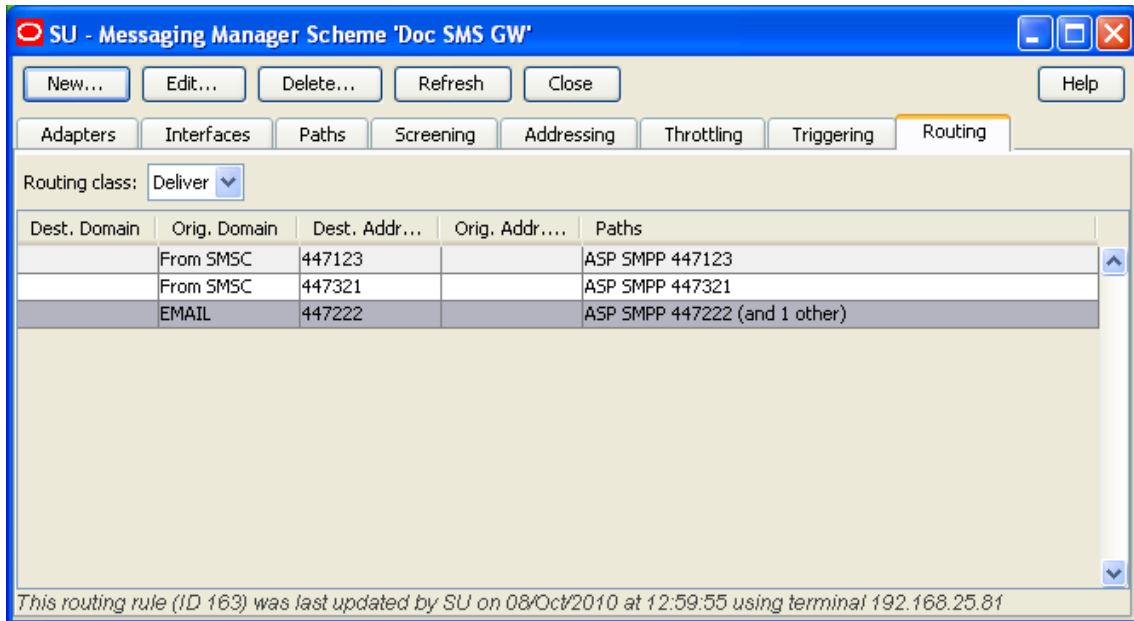 SU - Messaging Manager Scheme 'Doc SMS GW'
New... Edit... Delete... Refresh Close Help
Adapters Interfaces Paths Screening Addressing Throttling Triggering Routing
Routing class: Deliver
Dest. Domain Orig. Domain Dest. Addr... Orig. Addr.... Paths
From SMSC 447123 ASP SMPP 447123
From SMSC 447321 ASP SMPP 447321
EMAIL 447222 ASP SMPP 447222 (and 1 other)
This routing rule (ID 163) was last updated by SU on 08/Oct/2010 at 12:59:55 using terminal 192.168.25.81